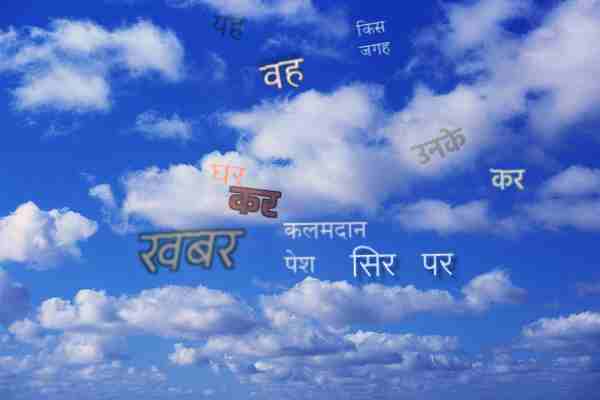 यह
किस
जगह
वह
उनके
घर
कर
कर
खबर
कलमदान
पेश
सिर पर